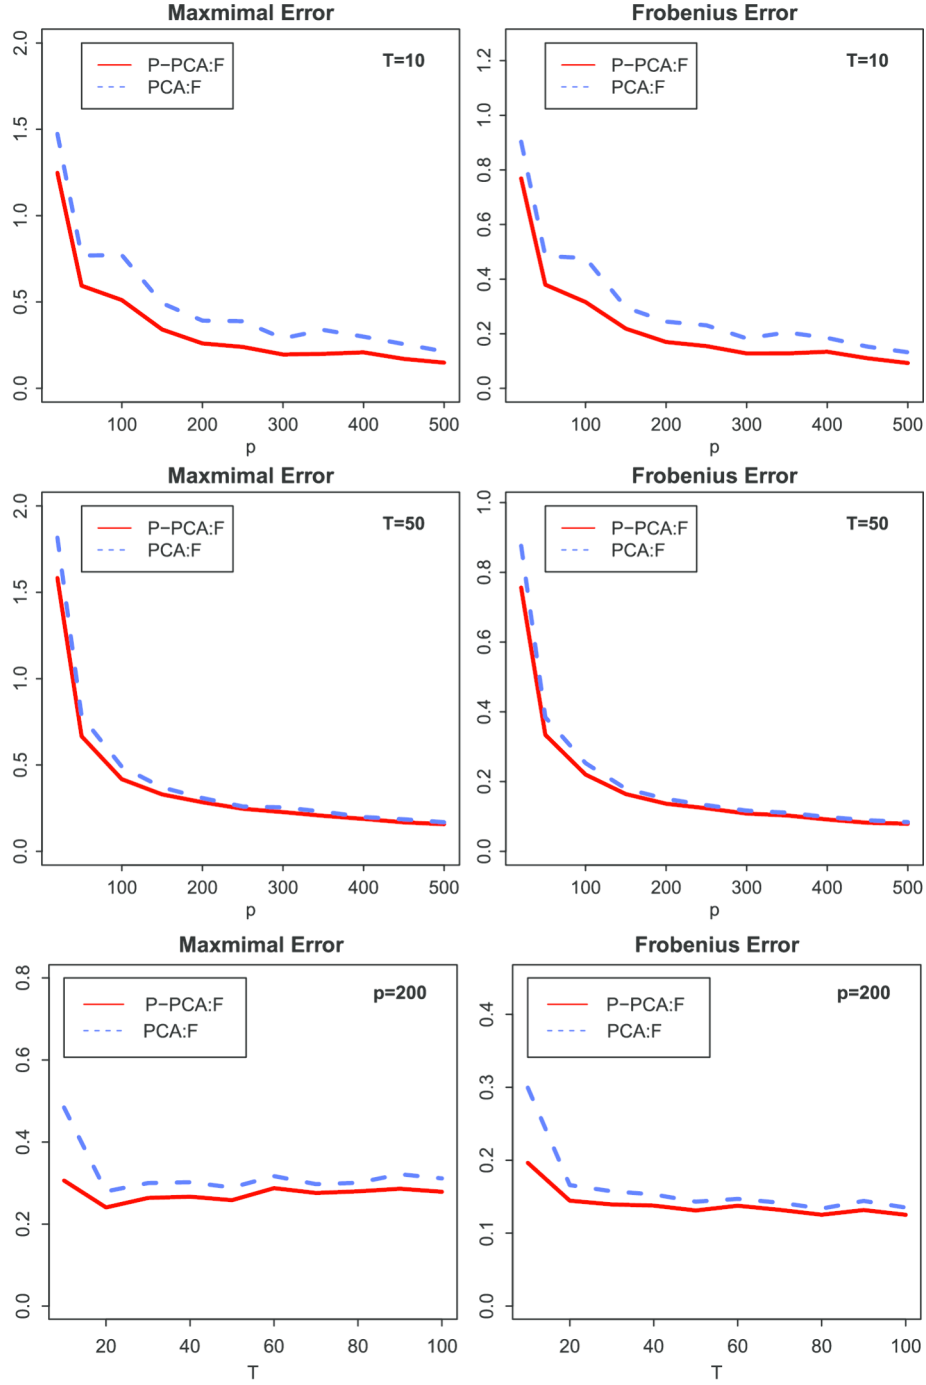 Maxmimal Error
P−PCA:F
PCA:F
T=10
0.0 0.5 1.0 1.5 2.0
100 200 300 400 500
p
Frobenius Error
P−PCA:F
PCA:F
T=10
0.0 0.2 0.4 0.6 0.8 1.0 1.2
100 200 300 400 500
p
Maxmimal Error
P−PCA:F
PCA:F
T=50
0.0 0.5 1.0 1.5 2.0
100 200 300 400 500
p
Frobenius Error
P−PCA:F
PCA:F
T=50
0.0 0.2 0.4 0.6 0.8 1.0
100 200 300 400 500
p
Maxmimal Error
P−PCA:F
PCA:F
p=200
0.0 0.2 0.4 0.6 0.8
20 40 60 80 100
T
Frobenius Error
P−PCA:F
PCA:F
p=200
0.0 0.1 0.2 0.3 0.4
20 40 60 80 100
T